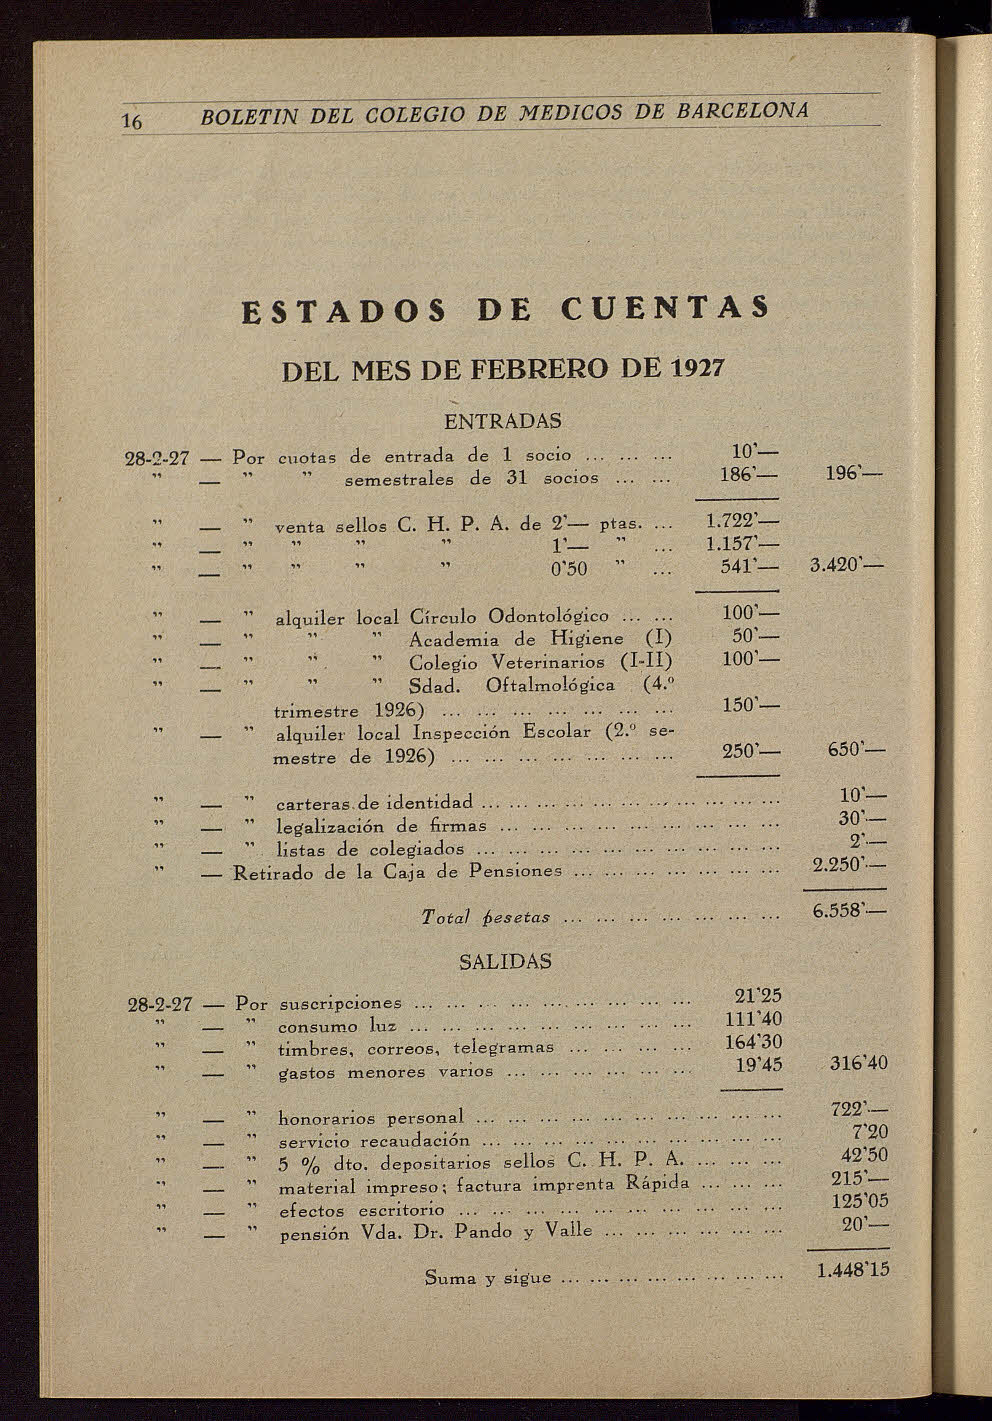 16 BOLETIN DEL COLEGIO DE MEDICOS DE BARCELONA
ESTADOS DE CUENTAS
DEL MES DE FEBRERO DE 1927
ENTRADAS
28-2-27 — Por cuotas de entrada de 1 socio ... ... ... 10'—
" — " " semestrales de 31 socios ... ... 186'— 196'—
" — " venta sellos C. H. P. A. de 2'— ptas. ... 1.722'—
" — " " " " 1'— " ... 1.157'—
" — " " " " 0'50 " ... 541'— 3.420'—
" — " alquiler local Círculo Odontológico ... ... 100'—
" — " " " Academia de Higiene (I) 50'—
" — " " " Colegio Veterinarios (I-II) 100'—
" — " " " Sdad. Oftalmológica (4.º
trimestre 1926) ... ... ... ... ... ... ... 150'—
" — " alquiler local Inspección Escolar (2.º se-
mestre de 1926) ... ... ... ... ... ... ... 250'— 650'—
" — " carteras de identidad ... ... ... ... ... ... ... ... ... ... 10'—
" — " legalización de firmas ... ... ... ... ... ... ... ... ... 30'—
" — " listas de colegiados ... ... ... ... ... ... ... ... ... ... 2'—
" — Retirado de la Caja de Pensiones ... ... ... ... ... ... ... 2.250'—
Total pesetas ... ... ... ... ... ... ... 6.558'—
SALIDAS
28-2-27 — Por suscripciones ... ... ... ... ... ... ... ... ... 21'25
" — " consumo luz ... ... ... ... ... ... ... ... ... 111'40
" — " timbres, correos, telegramas ... ... ... ... 164'30
" — " gastos menores varios ... ... ... ... ... ... 19'45 316'40
" — " honorarios personal ... ... ... ... ... ... ... ... ... ... 722'—
" — " servicio recaudación ... ... ... ... ... ... ... ... ... ... 7'20
" — " 5 % dto. depositarios sellos C. H. P. A. ... ... ... 42'50
" — " material impreso; factura imprenta Rápida ... ... ... 215'—
" — " efectos escritorio ... ... ... ... ... ... ... ... ... ... ... 125'05
" — " pensión Vda. Dr. Pando y Valle ... ... ... ... ... ... 20'—
Suma y sigue ... ... ... ... ... ... ... ... 1.448'15